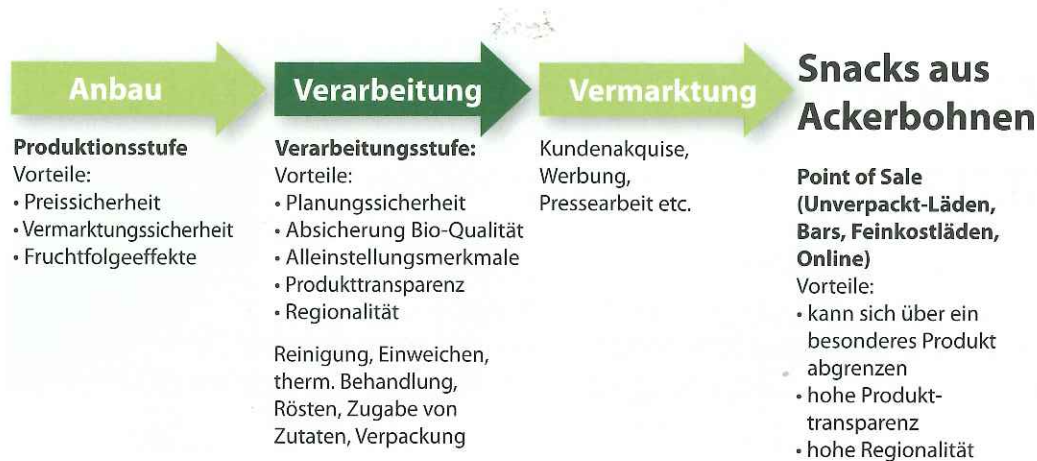 Anbau
Produktionsstufe
Vorteile:
• Preissicherheit
• Vermarktungssicherheit
• Fruchtfolgeeffekte
Verarbeitung
Verarbeitungsstufe:
Vorteile:
• Planungssicherheit
• Absicherung Bio-Qualität
• Alleinstellungsmerkmale
• Produkttransparenz
• Regionalität
Reinigung, Einweichen,
therm. Behandlung,
Rösten, Zugabe von
Zutaten, Verpackung
Vermarktung
Kundenakquise,
Werbung,
Pressearbeit etc.
Snacks aus
Ackerbohnen
Point of Sale
(Unverpackt-Läden,
Bars, Feinkostläden,
Online)
Vorteile:
• kann sich über ein
besonderes Produkt
abgrenzen
• hohe Produkt-
transparenz
• hohe Regionalität